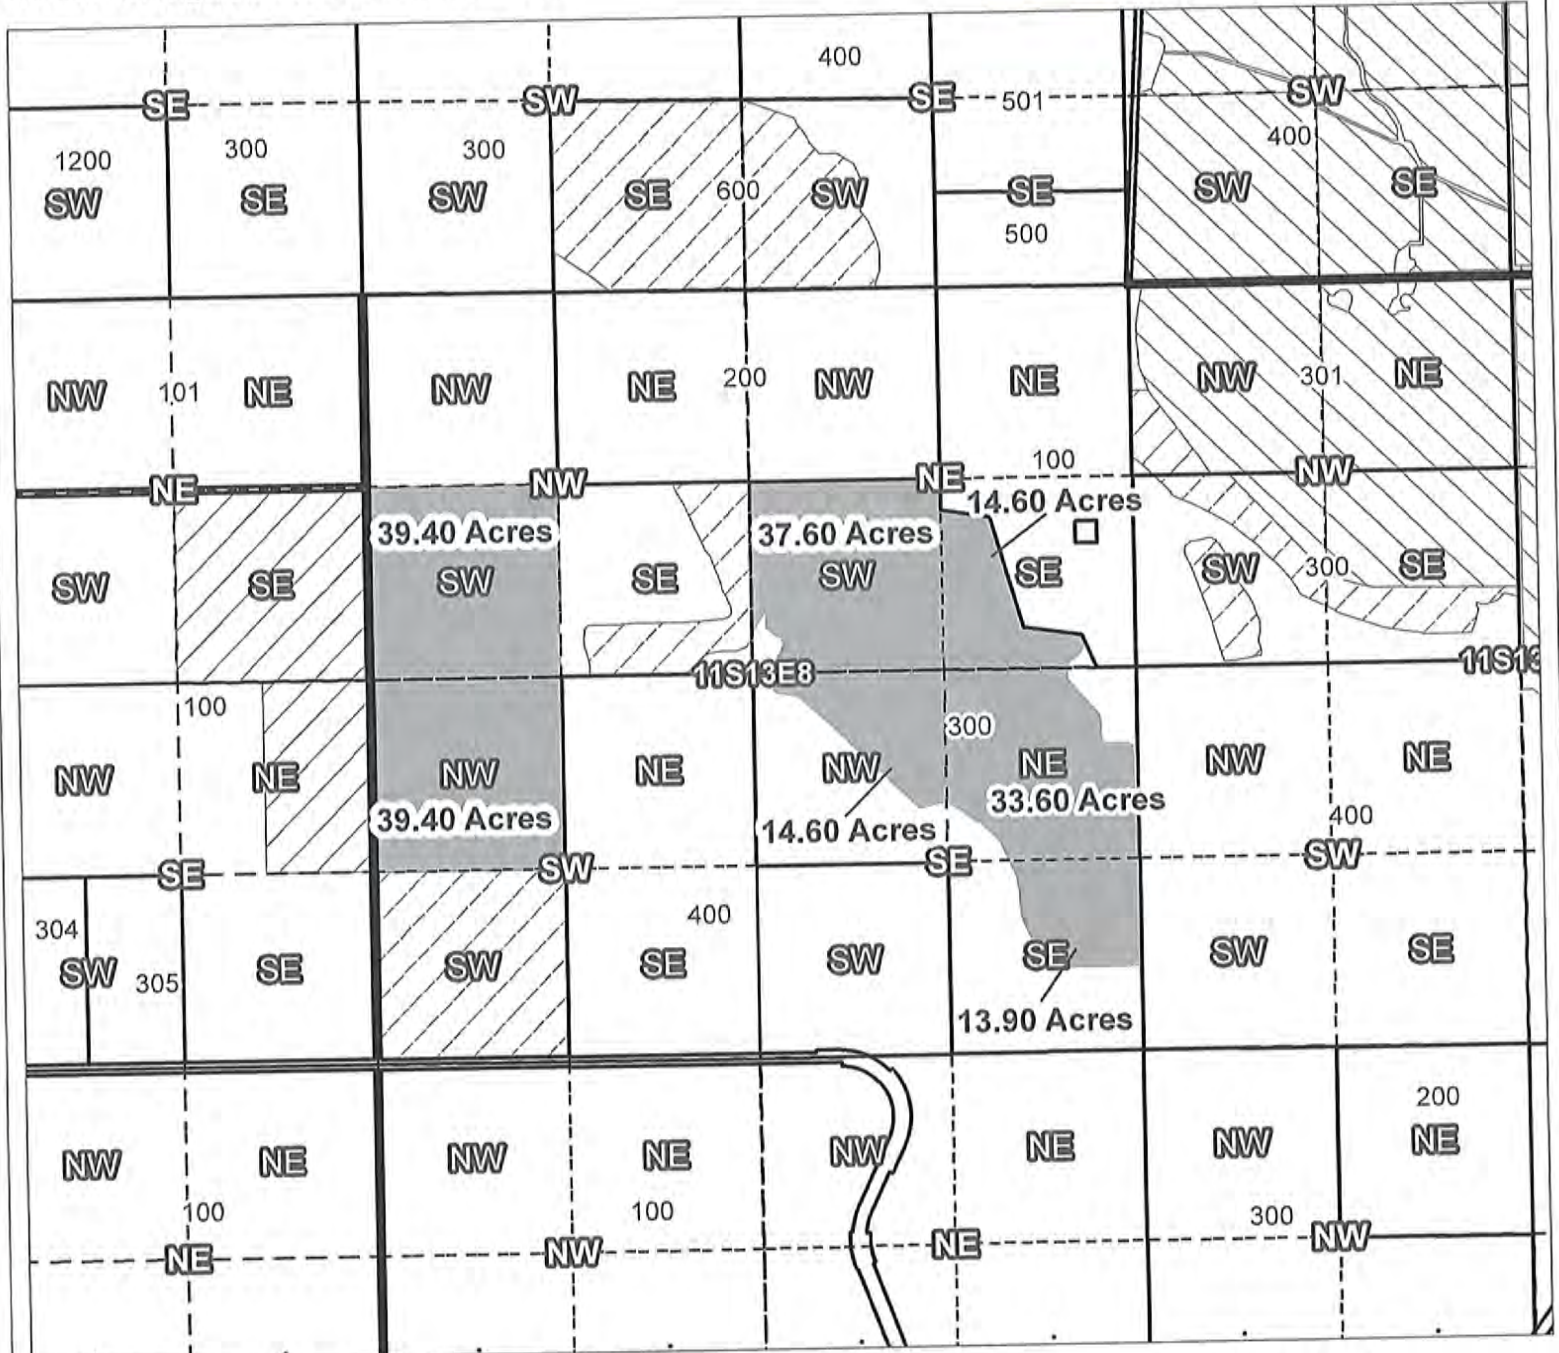 400
SE SW SE 501 SW
1200 300 300 400
SW SE SW SE 600 SW SE SW SE
500
NW 101 NE NW NE 200 NW NE NW 301 NE
100
NE NW NE NW
14.60 Acres
39.40 Acres 37.60 Acres
SW SE SW SE SW SE SW 300 SE
11S13E8 11S13
100 300
NW NE NW NE NW NE NW NE
33.60 Acres
39.40 Acres 14.60 Acres 400
SE SW SE SW
304 400
SW 305 SE SW SE SW SE SW SE
13.90 Acres
200
NW NE NW NE NW NE NW NE
100 100 300
NE NW NE NW